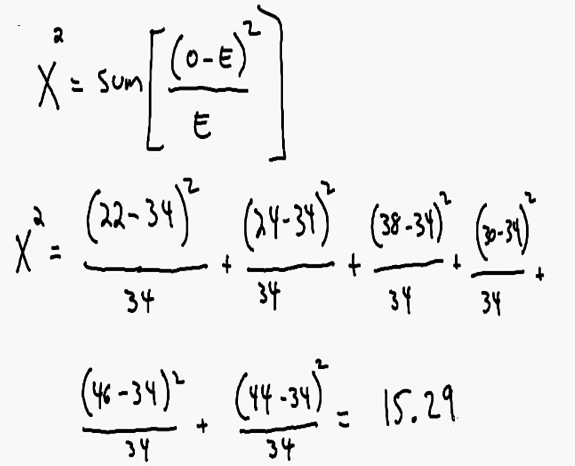 X² = Sum[(O-E)²/E]
X² = (22-34)²/34 + (24-34)²/34 + (38-34)²/34 + (30-34)²/34 +
(46-34)²/34 + (44-34)²/34 = 15.29